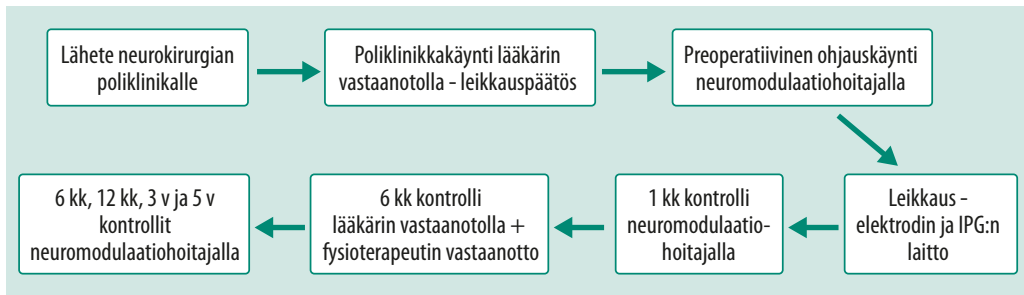 Lähete neurokirurgian
poliklinikalle
Poliklinikkakäynti lääkärin
vastaanotolla - leikkauspäätös
Preoperatiivinen ohjauskäynti
neuromodulaatiohoitajalla
Leikkaus -
elektrodin ja IPG:n
laitto
1 kk kontrolli
neuromodulaatio-
hoitajalla
6 kk kontrolli
lääkärin vastaanotolla +
fysioterapeutin vastaanotto
6 kk, 12 kk, 3 v ja 5 v
kontrollit
neuromodulaatiohoitajalla